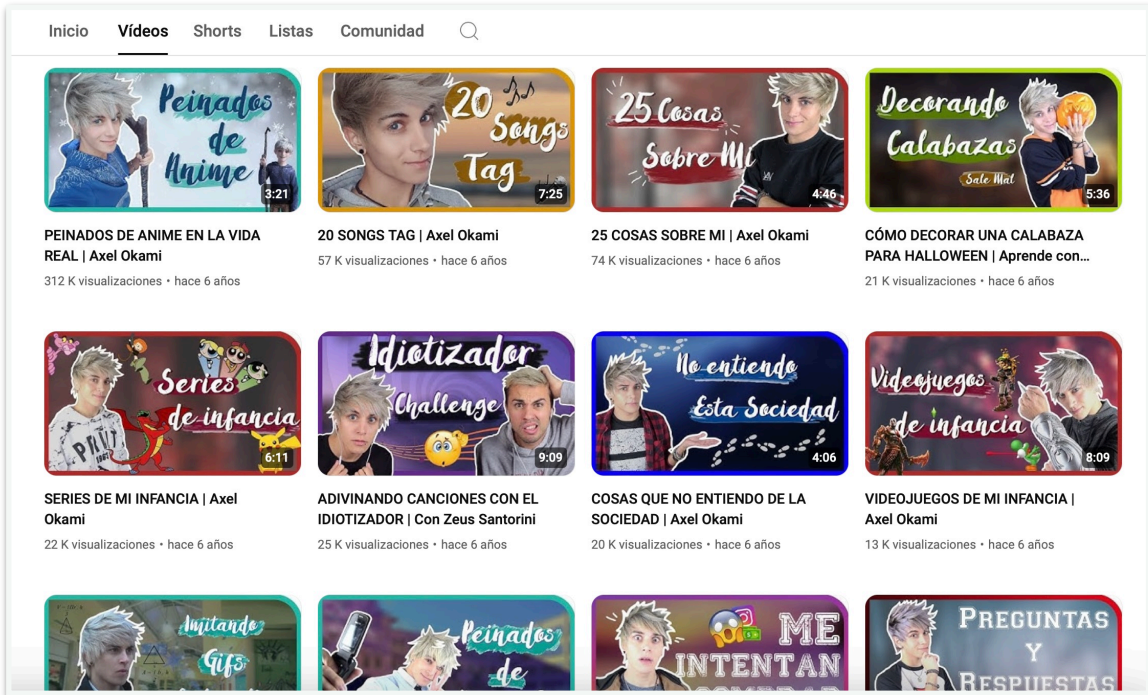 Inicio Vídeos Shorts Listas Comunidad
Peinados
de
Anime
3:21
20
Songs
Tag
7:25
25 Cosas
Sobre Mi
4:46
Decorando
Calabazas
Sale Mal
5:36
PEINADOS DE ANIME EN LA VIDA
REAL | Axel Okami
312 K visualizaciones • hace 6 años
20 SONGS TAG | Axel Okami
57 K visualizaciones • hace 6 años
25 COSAS SOBRE MI | Axel Okami
74 K visualizaciones • hace 6 años
CÓMO DECORAR UNA CALABAZA
PARA HALLOWEEN | Aprende con...
21 K visualizaciones • hace 6 años
Series
de infancia
6:11
Idiotizador
Challenge
9:09
No entiendo
Esta Sociedad
4:06
Videojuegos
de infancia
8:09
SERIES DE MI INFANCIA | Axel
Okami
22 K visualizaciones • hace 6 años
ADIVINANDO CANCIONES CON EL
IDIOTIZADOR | Con Zeus Santorini
25 K visualizaciones • hace 6 años
COSAS QUE NO ENTIENDO DE LA
SOCIEDAD | Axel Okami
20 K visualizaciones • hace 6 años
VIDEOJUEGOS DE MI INFANCIA |
Axel Okami
13 K visualizaciones • hace 6 años
Imitando
Gifs
Peinados
de
ME
INTENTAN
PREGUNTAS
Y
RESPUESTAS